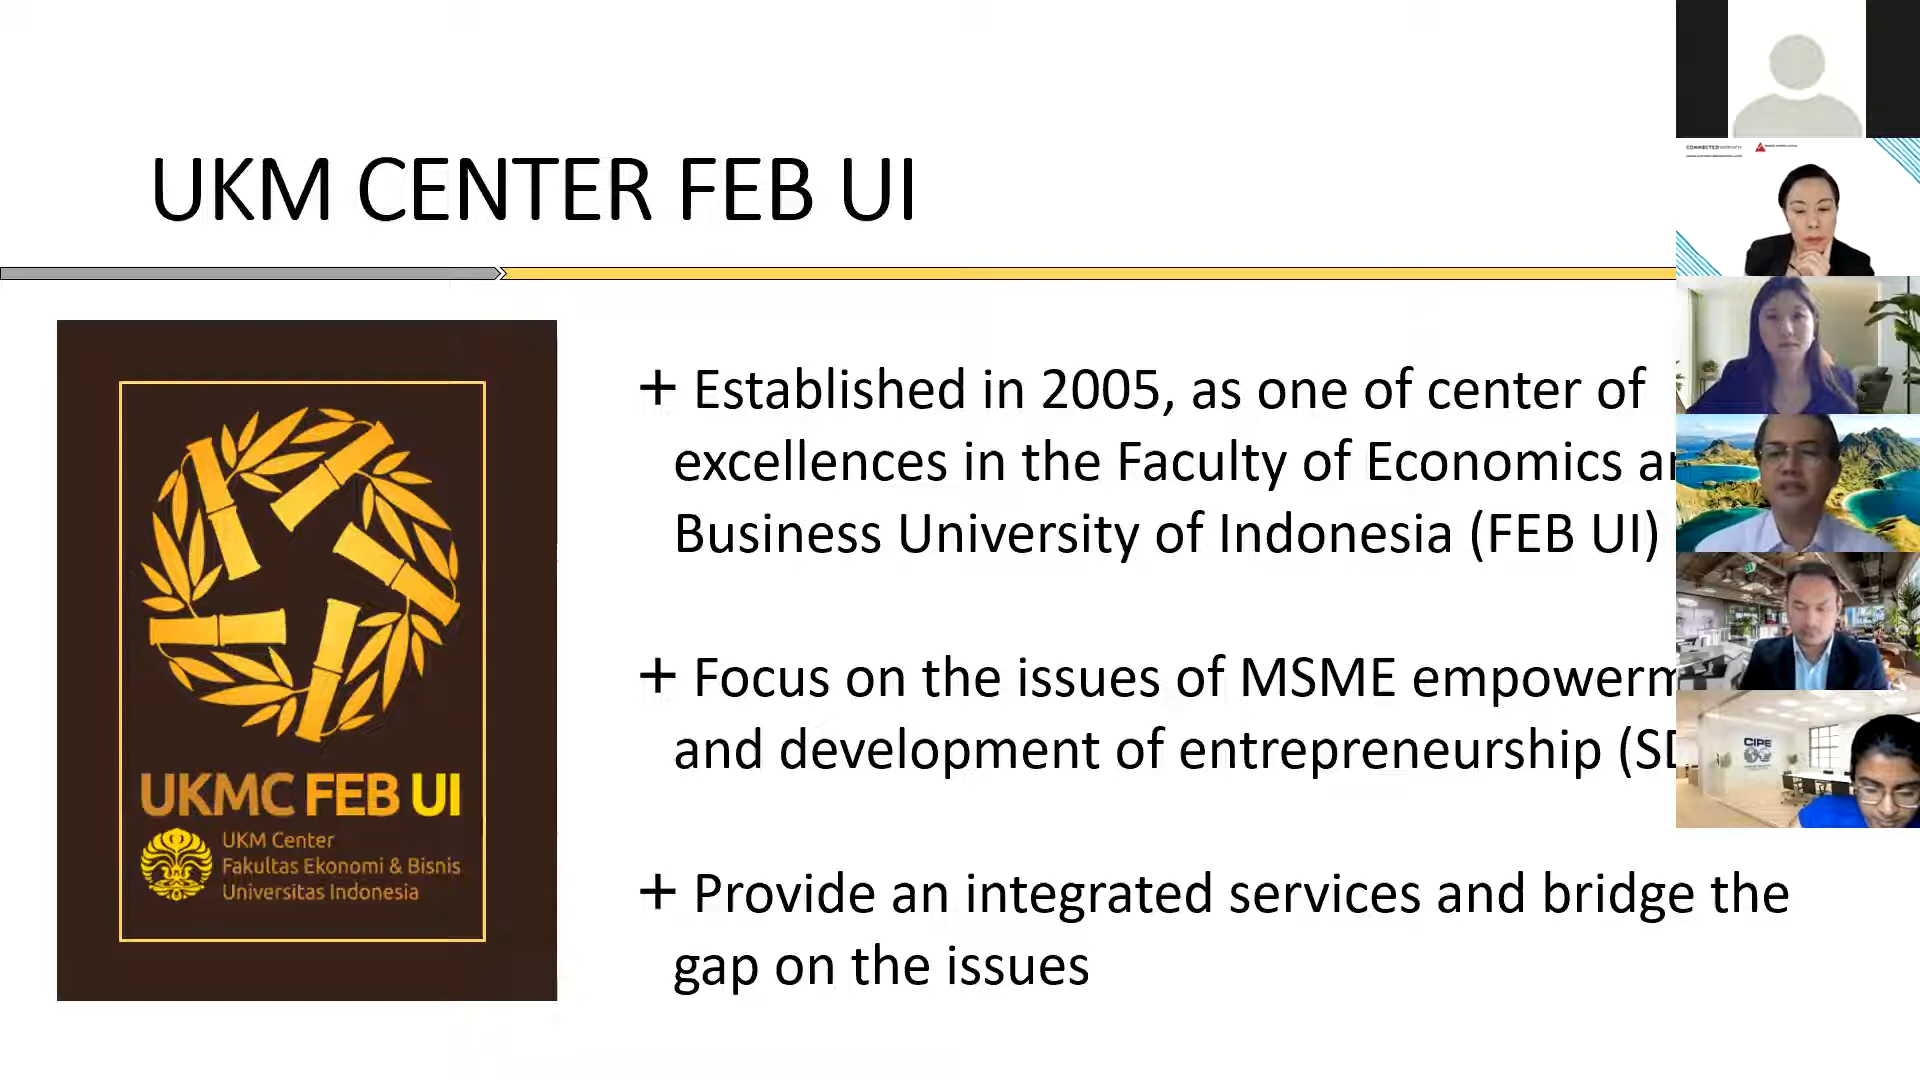 UKM CENTER FEB UI
+ Established in 2005, as one of center of
excellences in the Faculty of Economics
Business University of Indonesia (FEB UI)
+ Focus on the issues of MSME
and development of entrepreneurship
+ Provide an integrated services and bridge the
gap on the issues
UKMC FEB UI
UKM Center
Fakultas Ekonomi & Bisnis
Universitas Indonesia
CONNECTED
CIPE